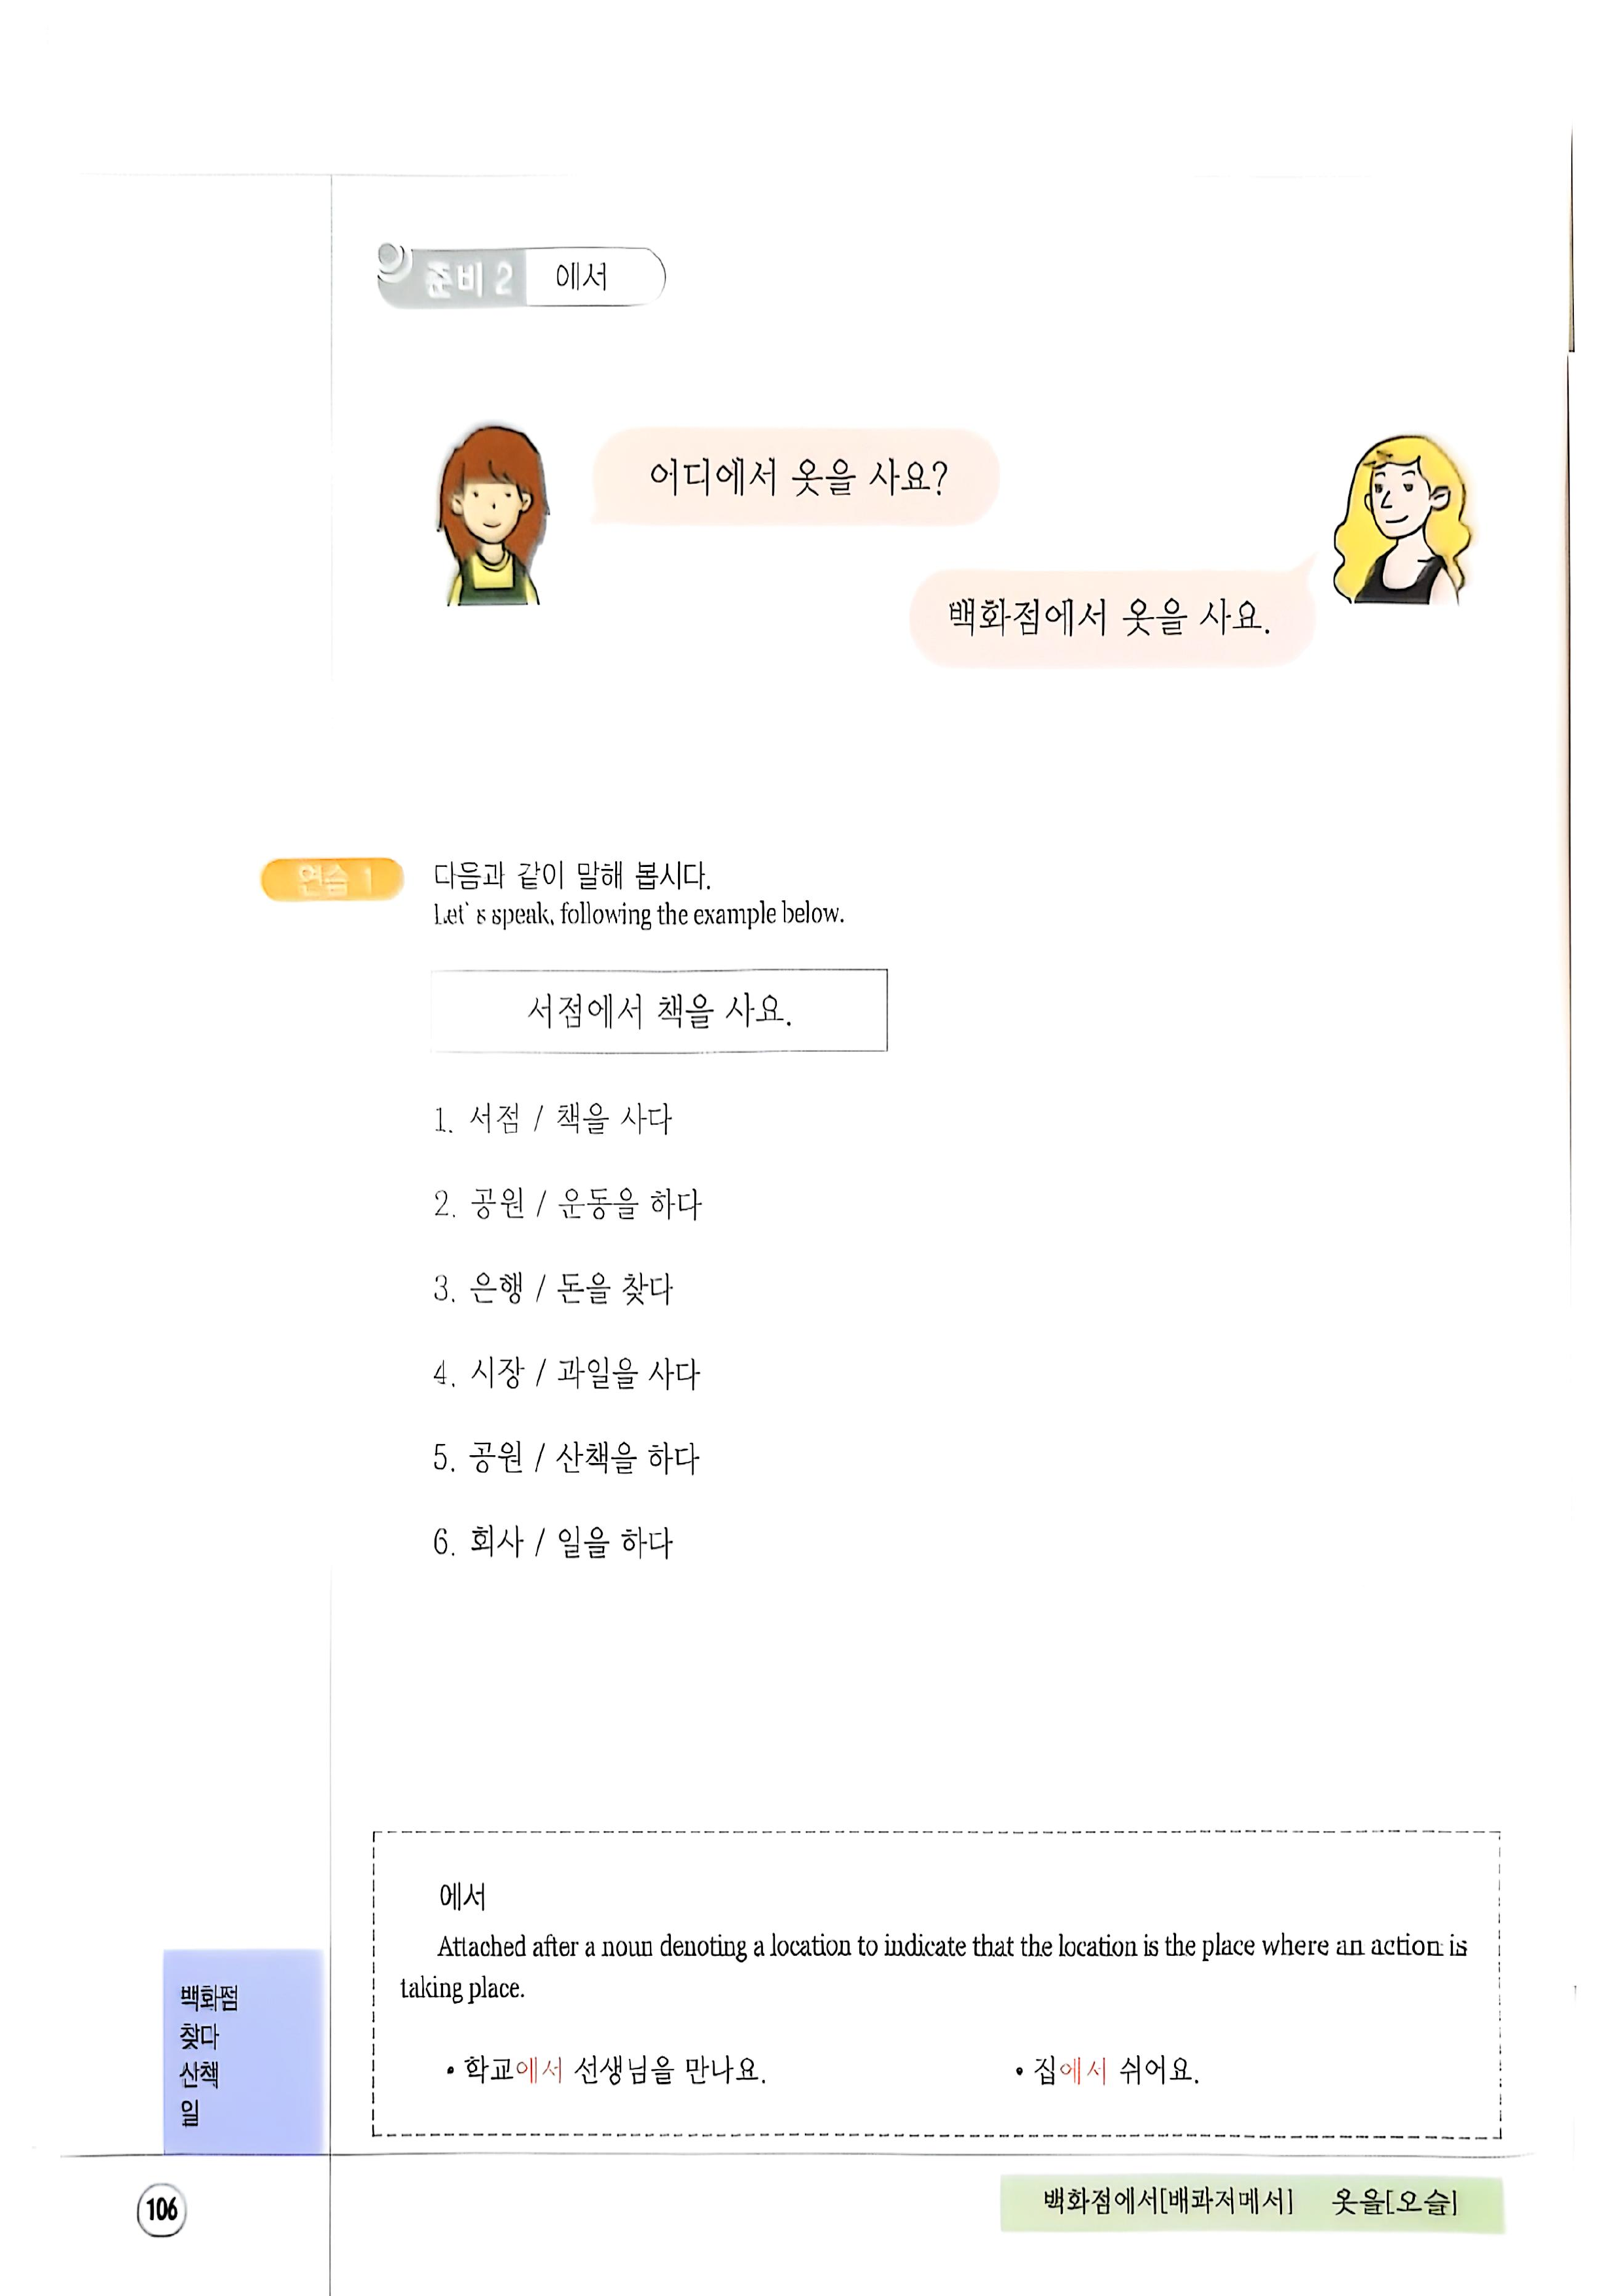 준비 2 에서
어디에서 옷을 사요?
백화점에서 옷을 사요.
연습 1 다음과 같이 말해 봅시다.
Let's speak, following the example below.
서점에서 책을 사요.
1. 서점 / 책을 사다
2. 공원 / 운동을 하다
3. 은행 / 돈을 찾다
4. 시장 / 과일을 사다
5. 공원 / 산책을 하다
6. 회사 / 일을 하다
에서
Attached after a noun denoting a location to indicate that the location is the place where an action is
taking place.
• 학교에서 선생님을 만나요. • 집에서 쉬어요.
백화점
찾다
산책
일
106
백화점에서[배콰저메서] 옷을[오슬]